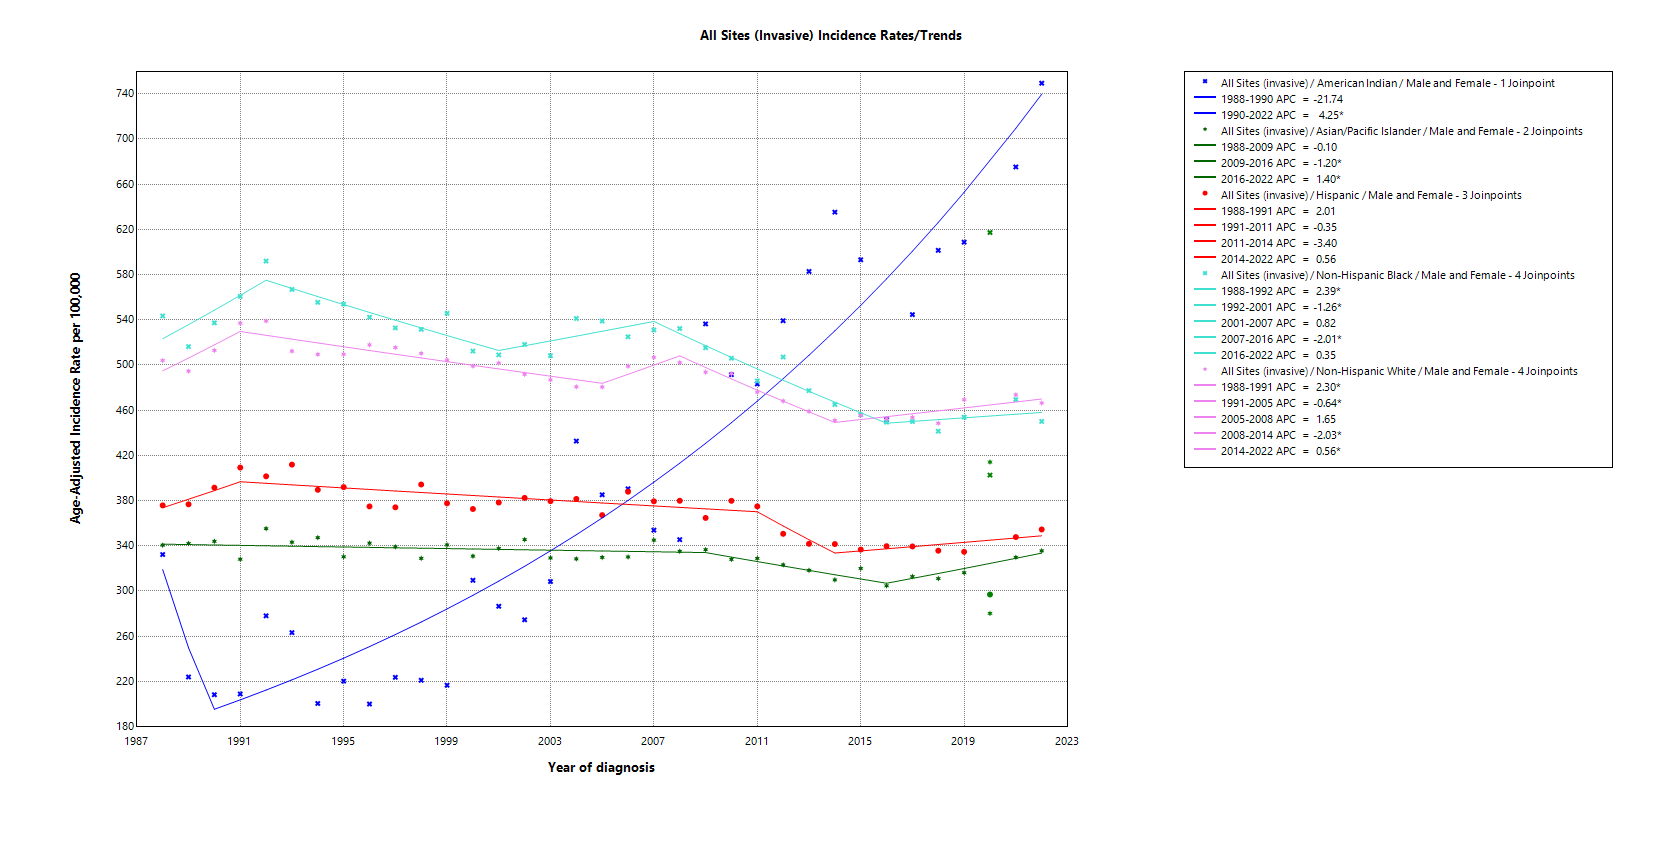 All Sites (Invasive) Incidence Rates/Trends
Age-Adjusted Incidence Rate per 100,000
740
700
660
620
580
540
500
460
420
380
340
300
260
220
180
1987 1991 1995 1999 2003 2007 2011 2015 2019 2023
Year of diagnosis
All Sites (invasive) / American Indian / Male and Female - 1 Joinpoint
1988-1990 APC = -21.74
1990-2022 APC = 4.25*
All Sites (invasive) / Asian/Pacific Islander / Male and Female - 2 Joinpoints
1988-2009 APC = -0.10
2009-2016 APC = -1.20*
2016-2022 APC = 1.40*
All Sites (invasive) / Hispanic / Male and Female - 3 Joinpoints
1988-1991 APC = 2.01
1991-2011 APC = -0.35
2011-2014 APC = -3.40
2014-2022 APC = 0.56
All Sites (invasive) / Non-Hispanic Black / Male and Female - 4 Joinpoints
1988-1992 APC = 2.39*
1992-2001 APC = -1.26*
2001-2007 APC = 0.82
2007-2016 APC = -2.01*
2016-2022 APC = 0.35
All Sites (invasive) / Non-Hispanic White / Male and Female - 4 Joinpoints
1988-1991 APC = 2.30*
1991-2005 APC = -0.64*
2005-2008 APC = 1.65
2008-2014 APC = -2.03*
2014-2022 APC = 0.56*